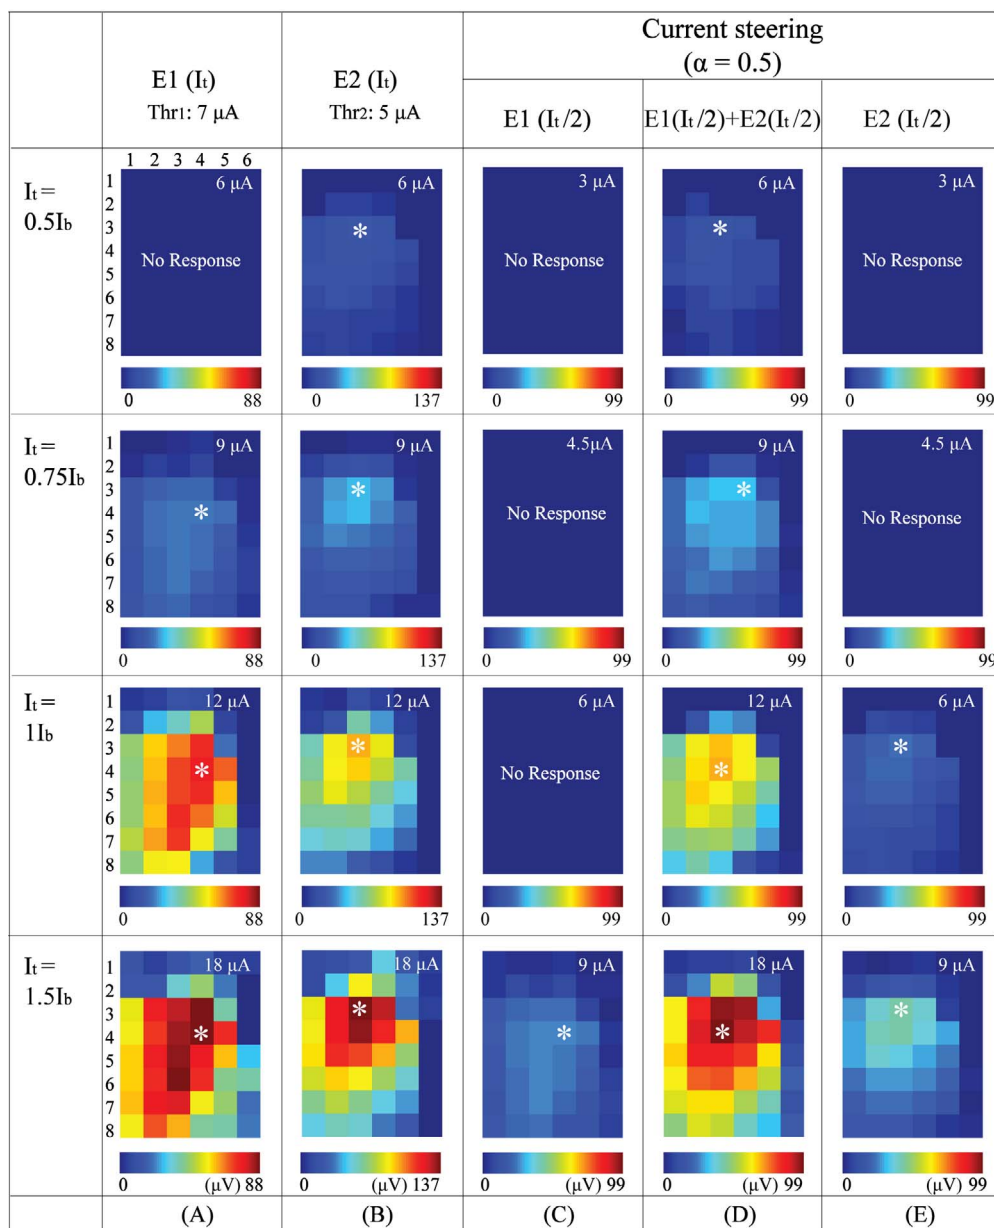 Current steering
(α = 0.5)
E1 (It)
Thr1: 7 μA
E2 (It)
Thr2: 5 μA
E1 (It/2)
E1(It/2)+E2(It/2)
E2 (It/2)
1 2 3 4 5 6
It =
0.5Ib
1
2
3
4
5
6
7
8
6 μA
No Response
0 88
6 μA
*
0 137
3 μA
No Response
0 99
6 μA
*
0 99
3 μA
No Response
0 99
It =
0.75Ib
1
2
3
4
5
6
7
8
9 μA
*
0 88
9 μA
*
0 137
4.5μA
No Response
0 99
9 μA
*
0 99
4.5 μA
No Response
0 99
It =
1Ib
1
2
3
4
5
6
7
8
12 μA
*
0 88
12 μA
*
0 137
6 μA
No Response
0 99
12 μA
*
0 99
6 μA
*
0 99
It =
1.5Ib
1
2
3
4
5
6
7
8
18 μA
*
0 (μV) 88
18 μA
*
0 (μV) 137
9 μA
*
0 (μV) 99
18 μA
*
0 (μV) 99
9 μA
*
0 (μV) 99
(A) (B) (C) (D) (E)